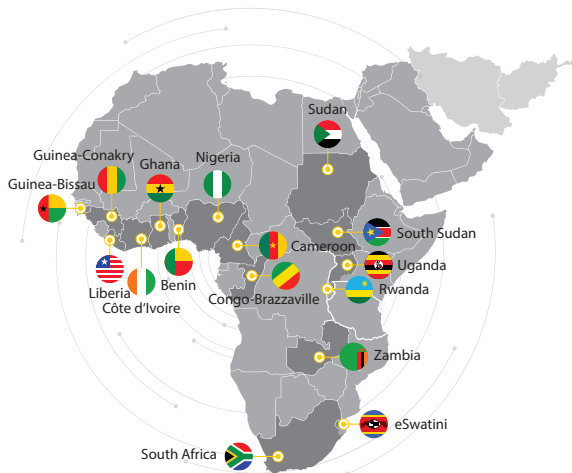 Sudan
Guinea-Conakry
Ghana
Nigeria
Guinea-Bissau
South Sudan
Cameroon
Uganda
Liberia
Benin
Congo-Brazzaville
Rwanda
Côte d'Ivoire
Zambia
eSwatini
South Africa